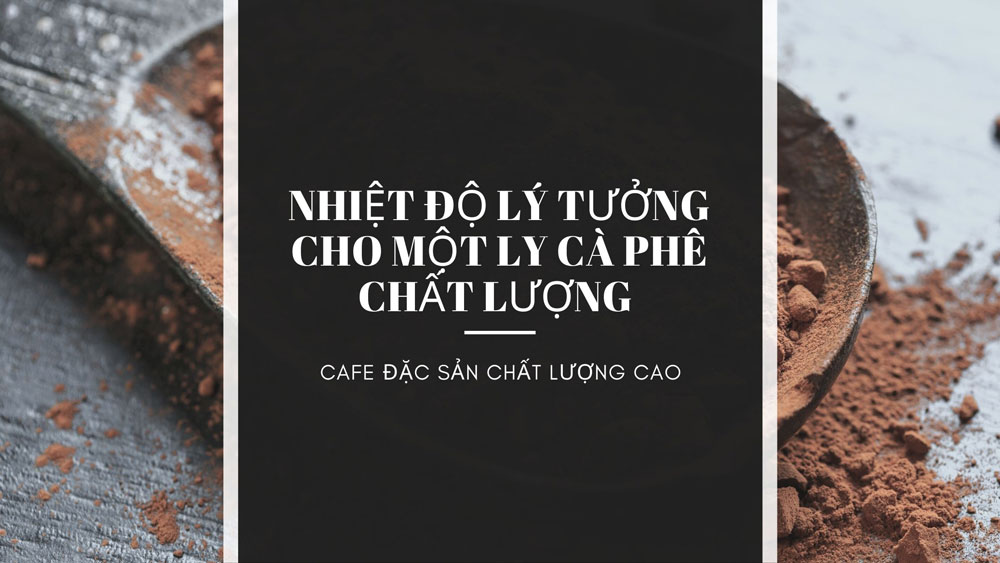 NHIỆT ĐỘ LÝ TƯỞNG
CHO MỘT LY CÀ PHÊ
CHẤT LƯỢNG
CAFE ĐẶC SẢN CHẤT LƯỢNG CAO